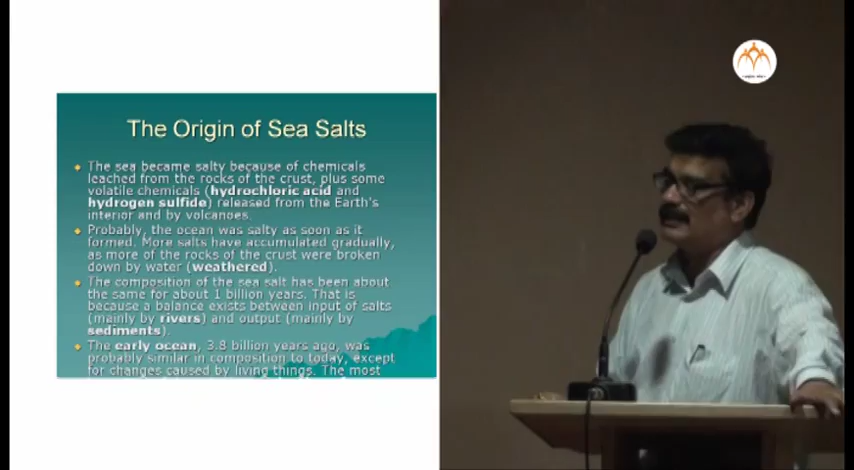 The Origin of Sea Salts
The sea became salty because of chemicals
leached from the rocks of the crust, plus some
volatile chemicals (hydrochloric acid and
hydrogen sulfide) released from the Earth's
interior and by volcanoes.
Probably, the ocean was salty as soon as it
formed. More salts have accumulated gradually,
as more of the rocks of the crust were broken
down by water (weathered).
The composition of the sea salt has been about
the same for about 1 billion years. That is
because a balance exists between input of salts
(mainly by rivers) and output (mainly by
sediments).
The early ocean, 3.8 billion years ago, was
probably similar in composition to today, except
for changes caused by living things. The most